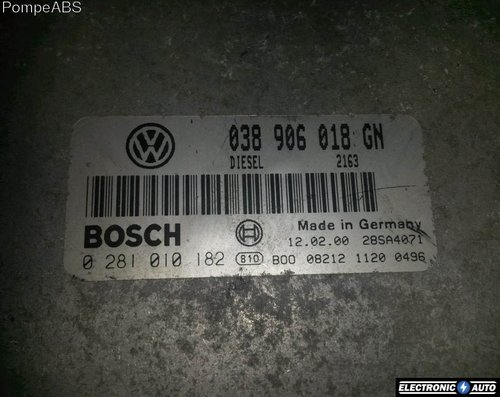 PompeABS
038 906 018 GN
DIESEL 2163
BOSCH
Made in Germany
12.02.00 28SA4071
0 281 010 182 S10 B00 08212 1120 0496
ELECTRONIC AUTO